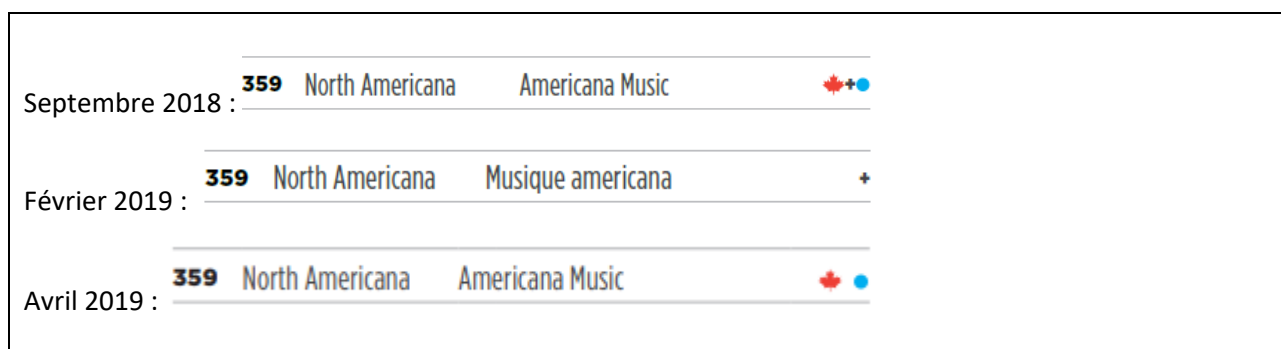 Septembre 2018 : 359 North Americana Americana Music +
Février 2019 : 359 North Americana Musique americana +
Avril 2019 : 359 North Americana Americana Music